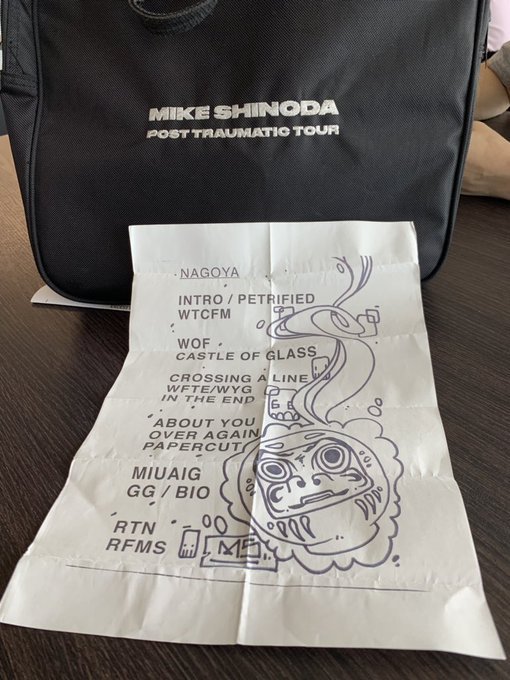 MIKE SHINODA
POST TRAUMATIC TOUR
NAGOYA
INTRO / PETRIFIED
WTCFM
WOF
CASTLE OF GLASS
CROSSING A LINE
WFTE/WYG
IN THE END
ABOUT YOU
OVER AGAIN
PAPERCUT
MIUAIG
GG / BIO
RTN
RFMS
MS